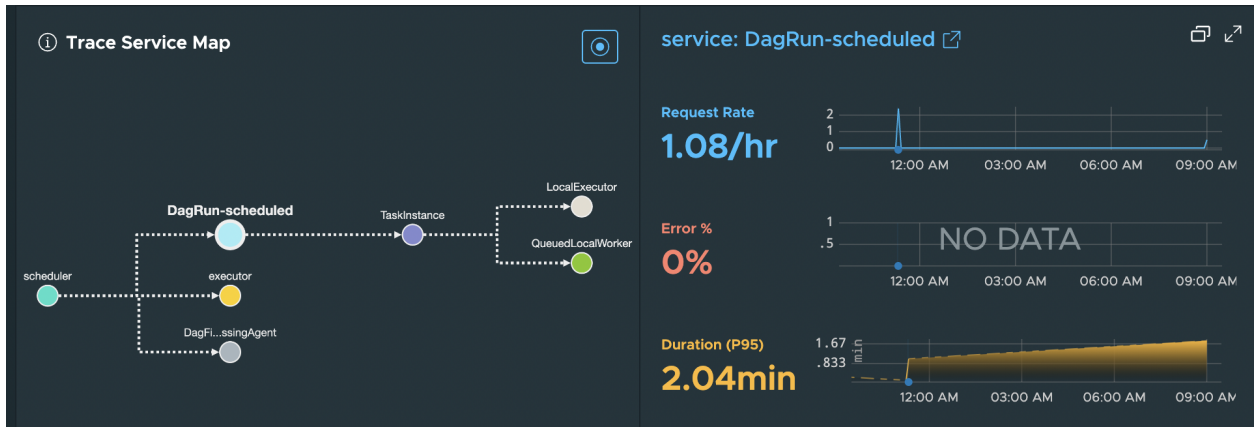 Trace Service Map
DagRun-scheduled
scheduler
executor
DagFi...ssingAgent
TaskInstance
LocalExecutor
QueuedLocalWorker
service: DagRun-scheduled
Request Rate
1.08/hr
2
1
0
12:00 AM 03:00 AM 06:00 AM 09:00 AM
Error %
0%
1
.5
NO DATA
12:00 AM 03:00 AM 06:00 AM 09:00 AM
Duration (P95)
2.04min
1.67
.833
min
12:00 AM 03:00 AM 06:00 AM 09:00 AM